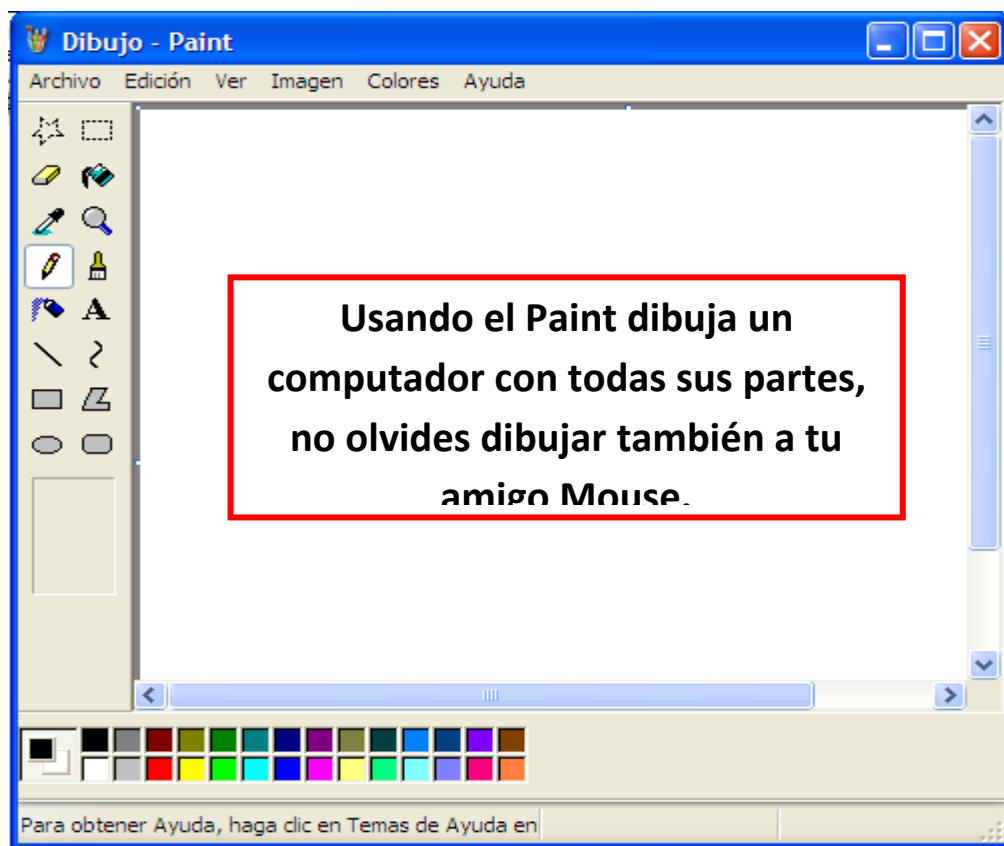 Dibujo - Paint
Archivo Edición Ver Imagen Colores Ayuda
A
Usando el Paint dibuja un
computador con todas sus partes,
no olvides dibujar también a tu
amigo Mouse.
Para obtener Ayuda, haga clic en Temas de Ayuda en